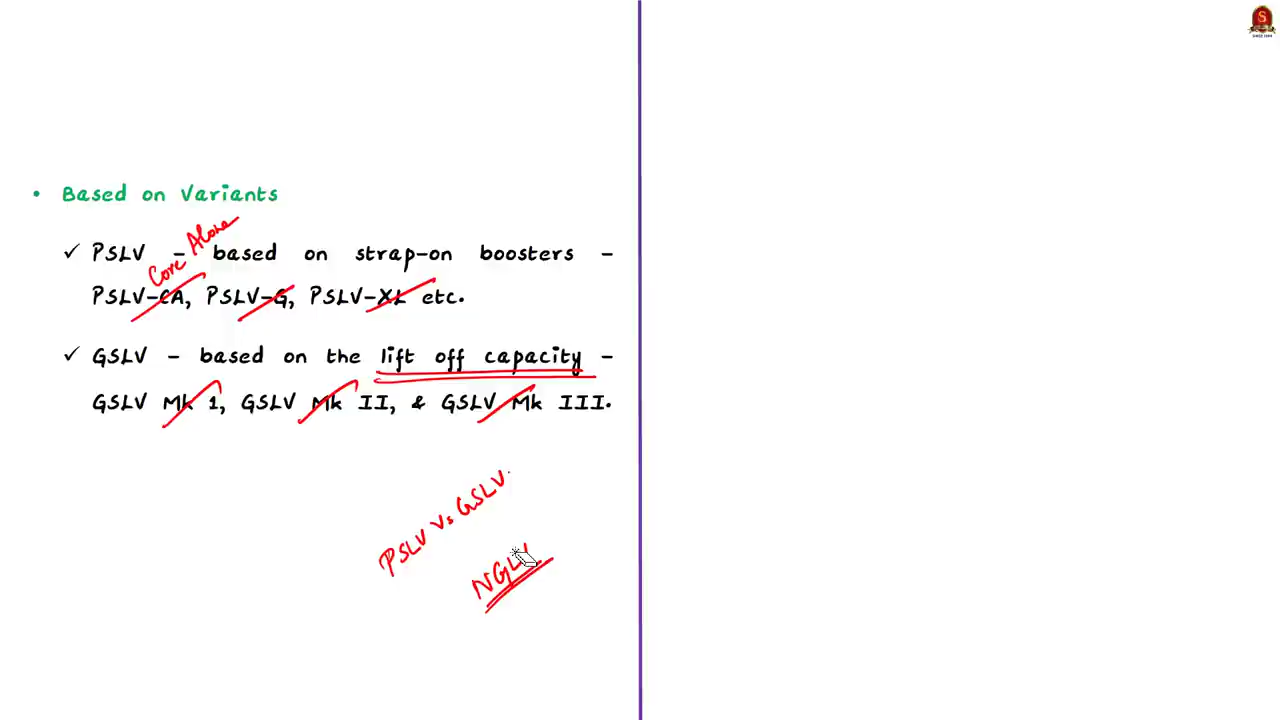 • Based on Variants
Core Alone
✓ PSLV - based on strap-on boosters -
PSLV-CA, PSLV-G, PSLV-XL etc.
✓ GSLV - based on the lift off capacity -
GSLV Mk 1, GSLV Mk II, & GSLV Mk III.
PSLV Vs GSLV.
NGLV
S